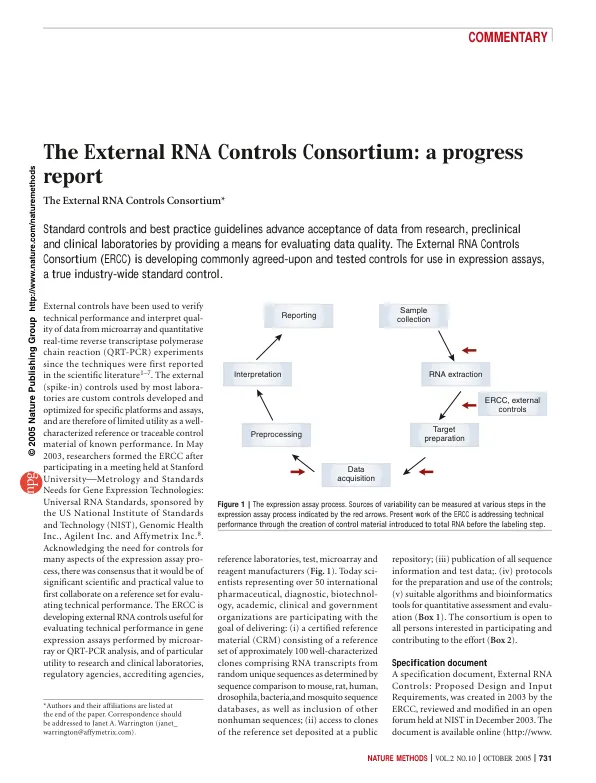 COMMENTARY
The External RNA Controls Consortium: a progress
report
The External RNA Controls Consortium*
Standard controls and best practice guidelines advance acceptance of data from research, preclinical
and clinical laboratories by providing a means for evaluating data quality. The External RNA Controls
Consortium (ERCC) is developing commonly agreed-upon and tested controls for use in expression assays,
a true industry-wide standard control.
© 2005 Nature Publishing Group http://www.nature.com/naturemethods
npg
External controls have been used to verify
technical performance and interpret qual-
ity of data from microarray and quantitative
real-time reverse transcriptase polymerase
chain reaction (QRT-PCR) experiments
since the techniques were first reported
in the scientific literature1–7. The external
(spike-in) controls used by most labora-
tories are custom controls developed and
optimized for specific platforms and assays,
and are therefore of limited utility as a well-
characterized reference or traceable control
material of known performance. In May
2003, researchers formed the ERCC after
participating in a meeting held at Stanford
University—Metrology and Standards
Needs for Gene Expression Technologies:
Universal RNA Standards, sponsored by
the US National Institute of Standards
and Technology (NIST), Genomic Health
Inc., Agilent Inc. and Affymetrix Inc.8.
Acknowledging the need for controls for
many aspects of the expression assay pro-
cess, there was consensus that it would be of
significant scientific and practical value to
first collaborate on a reference set for evalu-
ating technical performance. The ERCC is
developing external RNA controls useful for
evaluating technical performance in gene
expression assays performed by microar-
ray or QRT-PCR analysis, and of particular
utility to research and clinical laboratories,
regulatory agencies, accrediting agencies,
*Authors and their affiliations are listed at
the end of the paper. Correspondence should
be addressed to Janet A. Warrington (janet_
warrington@affymetrix.com).
Reporting
Sample
collection
Interpretation
RNA extraction
ERCC, external
controls
Preprocessing
Target
preparation
Data
acquisition
Figure 1 | The expression assay process. Sources of variability can be measured at various steps in the
expression assay process indicated by the red arrows. Present work of the ERCC is addressing technical
performance through the creation of control material introduced to total RNA before the labeling step.
reference laboratories, test, microarray and
reagent manufacturers (Fig. 1). Today sci-
entists representing over 50 international
pharmaceutical, diagnostic, biotechnol-
ogy, academic, clinical and government
organizations are participating with the
goal of delivering: (i) a certified reference
material (CRM) consisting of a reference
set of approximately 100 well-characterized
clones comprising RNA transcripts from
random unique sequences as determined by
sequence comparison to mouse, rat, human,
drosophila, bacteria,and mosquito sequence
databases, as well as inclusion of other
nonhuman sequences; (ii) access to clones
of the reference set deposited at a public
repository; (iii) publication of all sequence
information and test data;. (iv) protocols
for the preparation and use of the controls;
(v) suitable algorithms and bioinformatics
tools for quantitative assessment and evalu-
ation (Box 1). The consortium is open to
all persons interested in participating and
contributing to the effort (Box 2).
Specification document
A specification document, External RNA
Controls: Proposed Design and Input
Requirements, was created in 2003 by the
ERCC, reviewed and modified in an open
forum held at NIST in December 2003. The
document is available online (http://www.
NATURE METHODS | VOL.2 NO.10 | OCTOBER 2005 | 731